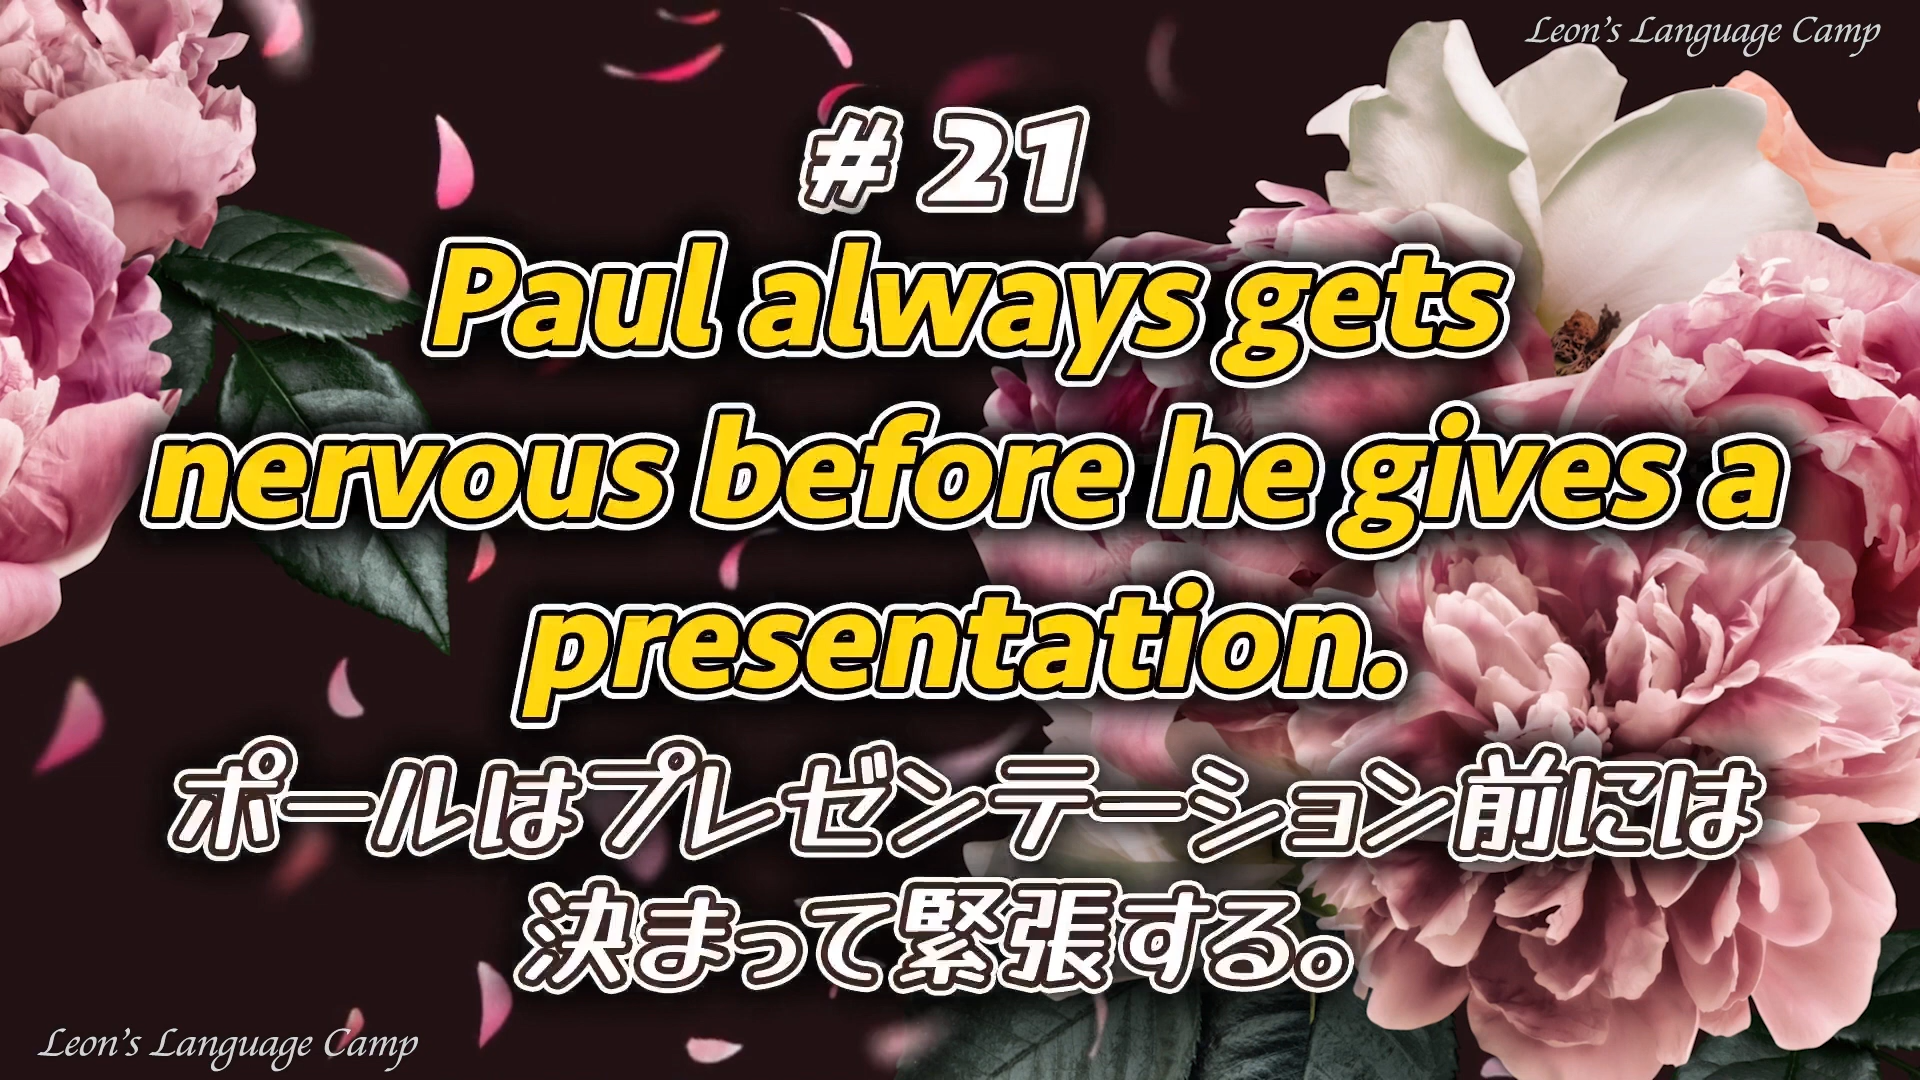 Leon's Language Camp
# 21
Paul always gets
nervous before he gives a
presentation.
ポールはプレゼンテーション前には
決まって緊張する。
Leon's Language Camp